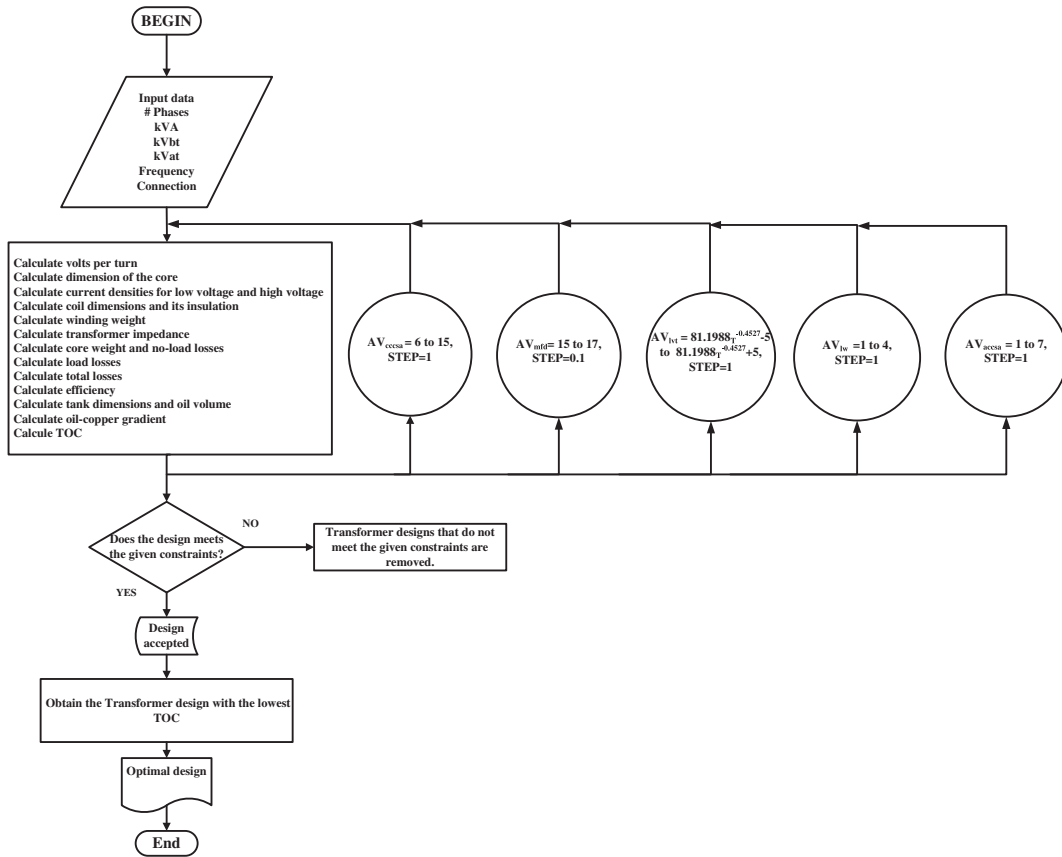 BEGIN
Input data
# Phases
kVA
kVbt
kVat
Frequency
Connection
Calculate volts per turn
Calculate dimension of the core
Calculate current densities for low voltage and high voltage
Calculate coil dimensions and its insulation
Calculate winding weight
Calculate transformer impedance
Calculate core weight and no-load losses
Calculate load losses
Calculate total losses
Calculate efficiency
Calculate tank dimensions and oil volume
Calculate oil-copper gradient
Calcule TOC
AVcccsa = 6 to 15,
STEP=1
AVmfd= 15 to 17,
STEP=0.1
AVlvt = 81.1988T-0.4527-5
to 81.1988T-0.4527+5,
STEP=1
AVlw =1 to 4,
STEP=1
AVaccsa = 1 to 7,
STEP=1
Does the design meets
the given constraints?
NO
Transformer designs that do not
meet the given constraints are
removed.
YES
Design
accepted
Obtain the Transformer design with the lowest
TOC
Optimal design
End